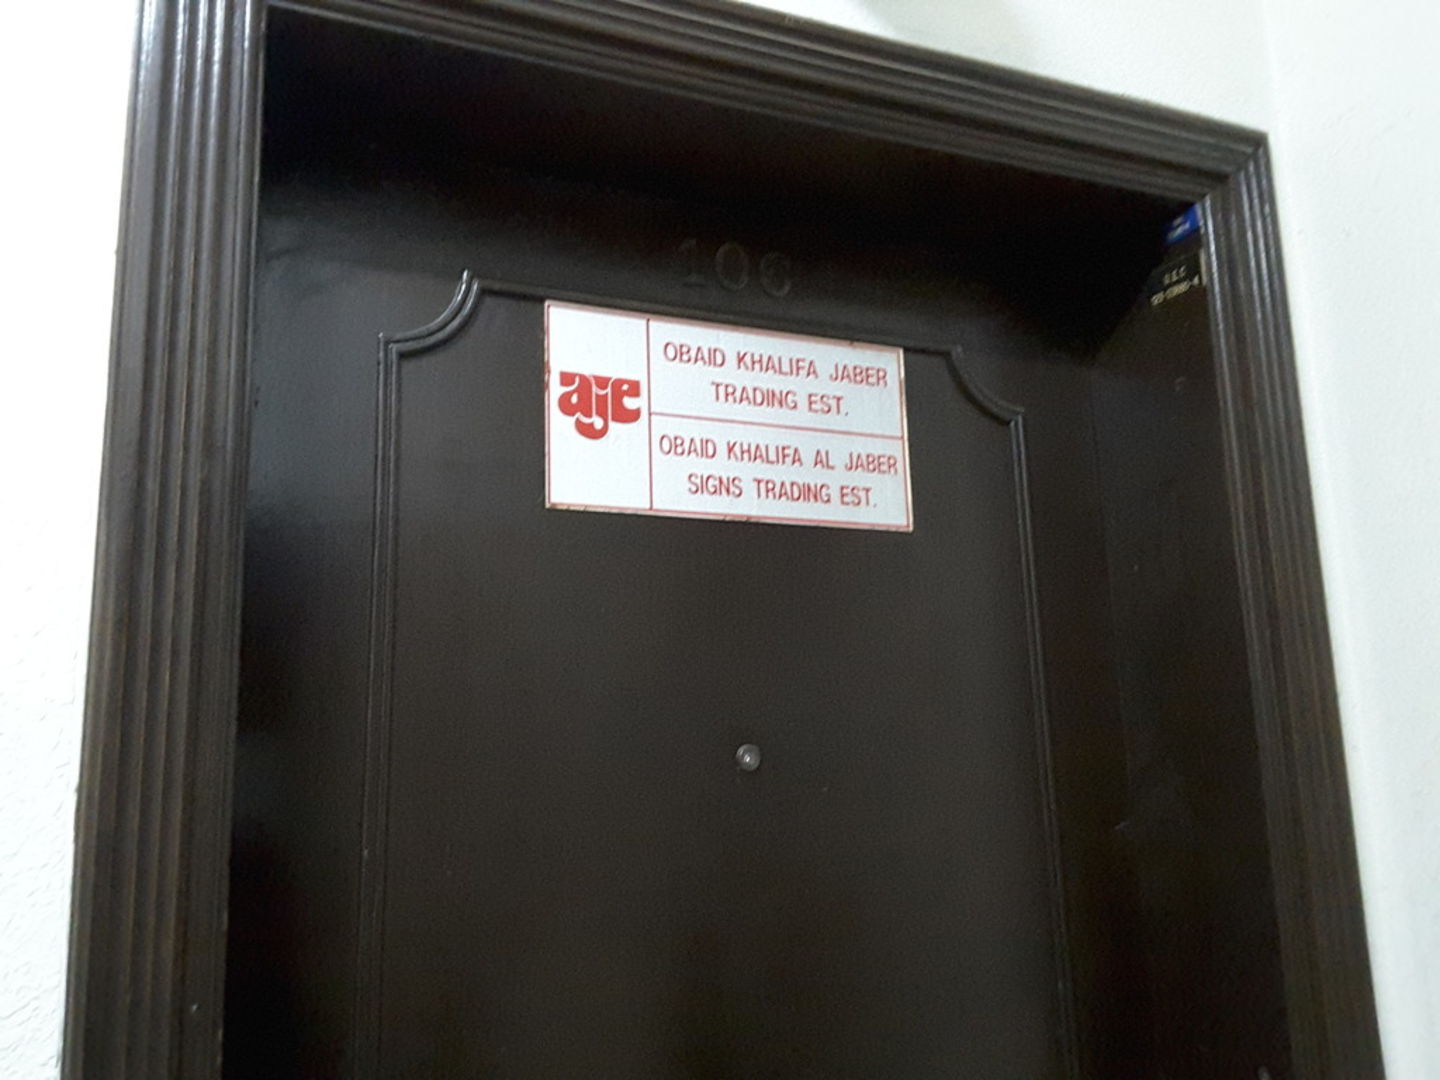 106
aje
OBAID KHALIFA JABER
TRADING EST.
OBAID KHALIFA AL JABER
SIGNS TRADING EST.